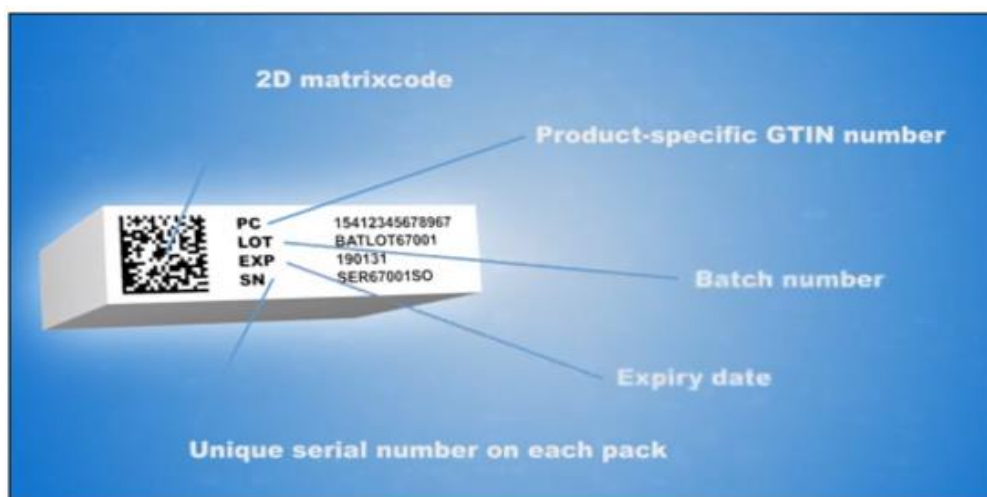 2D matrixcode
Product-specific GTIN number
PC 15412345678967
LOT BATLOT67001
EXP 190131
SN SER67001SO
Batch number
Expiry date
Unique serial number on each pack